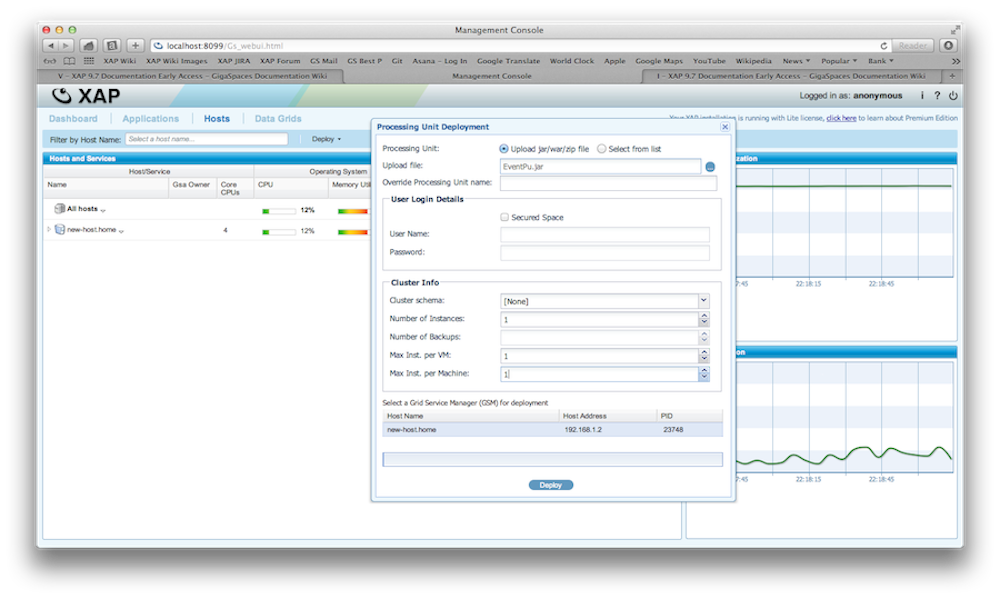 Management Console
localhost:8099/Gs_webui.html
Reader
XAP Wiki XAP Wiki Images XAP JIRA XAP Forum GS Mail GS Best P Git Asana – Log In Google Translate World Clock Apple Google Maps YouTube Wikipedia News Popular Bank
V – XAP 9.7 Documentation Early Access – GigaSpaces Documentation Wiki Management Console I – XAP 9.7 Documentation Early Access – GigaSpaces Documentation Wiki
XAP Logged in as: anonymous i ?
Dashboard Applications Hosts Data Grids
is running with Lite license, click here to learn about Premium Edition
Filter by Host Name: Select a host name... Deploy
Hosts and Services
Host/Service Operating System
Name Gsa Owner Core CPUs CPU Memory Util
All hosts 12%
new-host.home 4 12%
Processing Unit Deployment
Processing Unit: Upload jar/war/zip file Select from list
Upload file: EventPu.jar
Override Processing Unit name:
User Login Details
Secured Space
User Name:
Password:
Cluster Info
Cluster schema: [None]
Number of Instances: 1
Number of Backups:
Max Inst. per VM: 1
Max Inst. per Machine: 1
Select a Grid Service Manager (GSM) for deployment
Host Name Host Address PID
new-host.home 192.168.1.2 23748
Deploy
zation
7:45 22:18:15 22:18:45
on
7:45 22:18:15 22:18:45